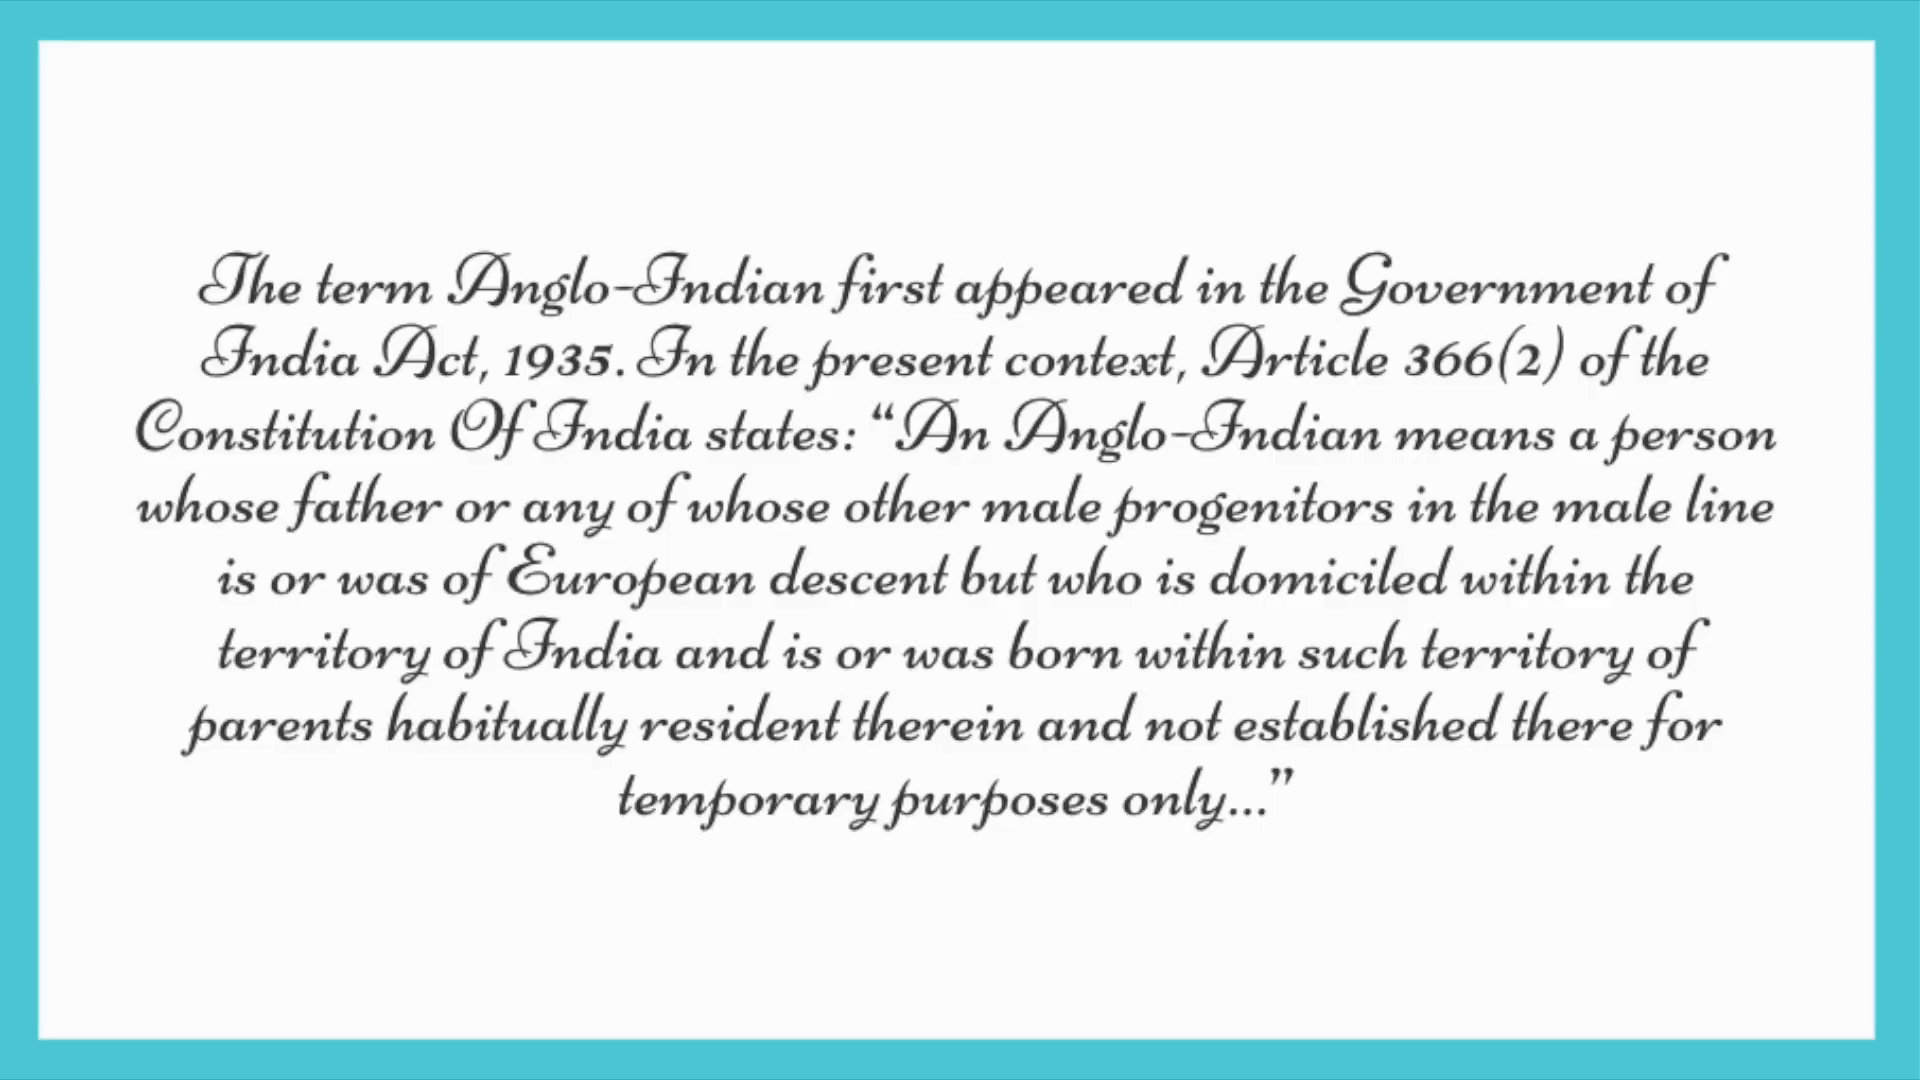 The term Anglo-Indian first appeared in the Government of
India Act, 1935. In the present context, Article 366(2) of the
Constitution Of India states: “An Anglo-Indian means a person
whose father or any of whose other male progenitors in the male line
is or was of European descent but who is domiciled within the
territory of India and is or was born within such territory of
parents habitually resident therein and not established there for
temporary purposes only...”